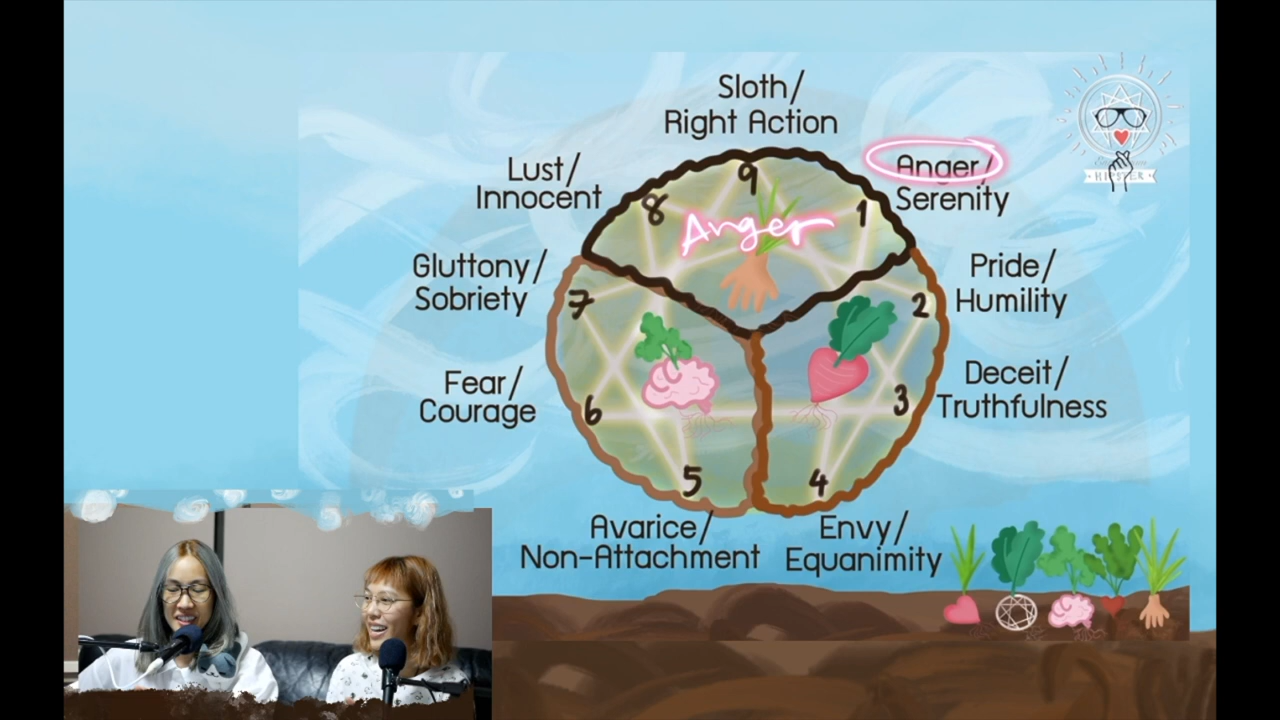 Sloth/
Right Action
Lust/
Innocent
9
8
1
Anger
Anger/
Serenity
Gluttony/
Sobriety
7
2
Pride/
Humility
Fear/
Courage
6
3
Deceit/
Truthfulness
5
4
Avarice/
Non-Attachment
Envy/
Equanimity
HIPSTER